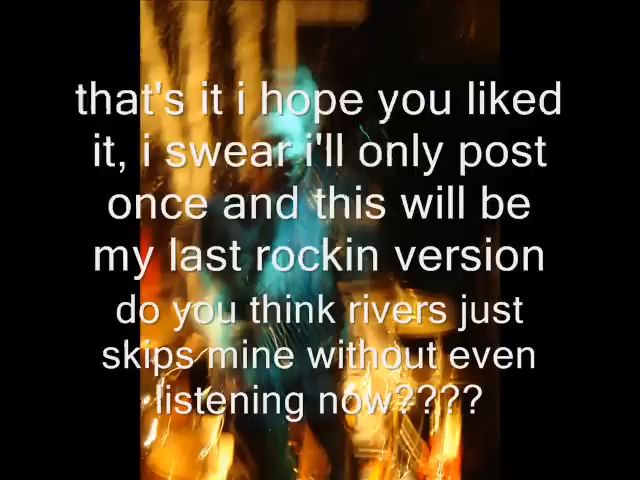 that's it i hope you liked
it, i swear i'll only post
once and this will be
my last rockin version
do you think rivers just
skips mine without even
listening now????